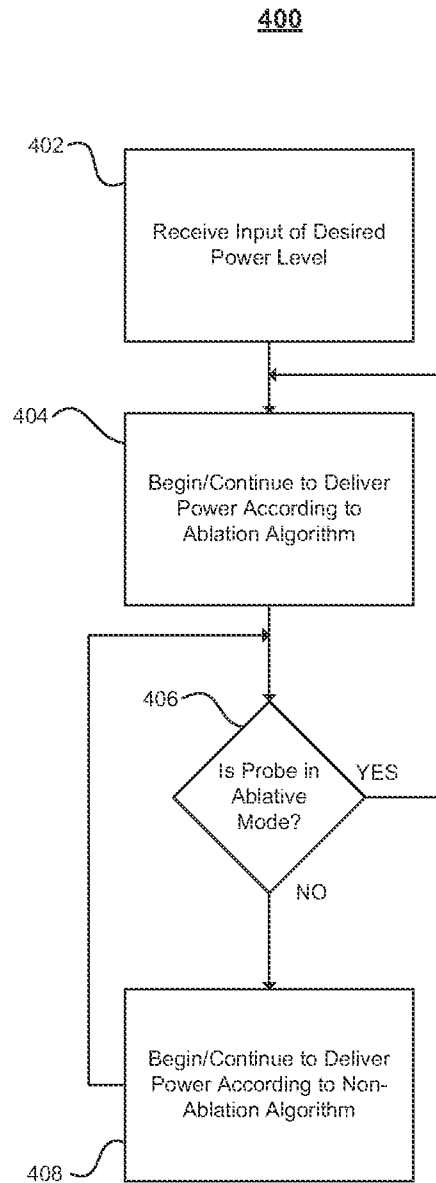 400
402
Receive Input of Desired
Power Level
404
Begin/Continue to Deliver
Power According to
Ablation Algorithm
406
Is Probe in
Ablative
Mode?
YES
NO
Begin/Continue to Deliver
Power According to Non-
Ablation Algorithm
408